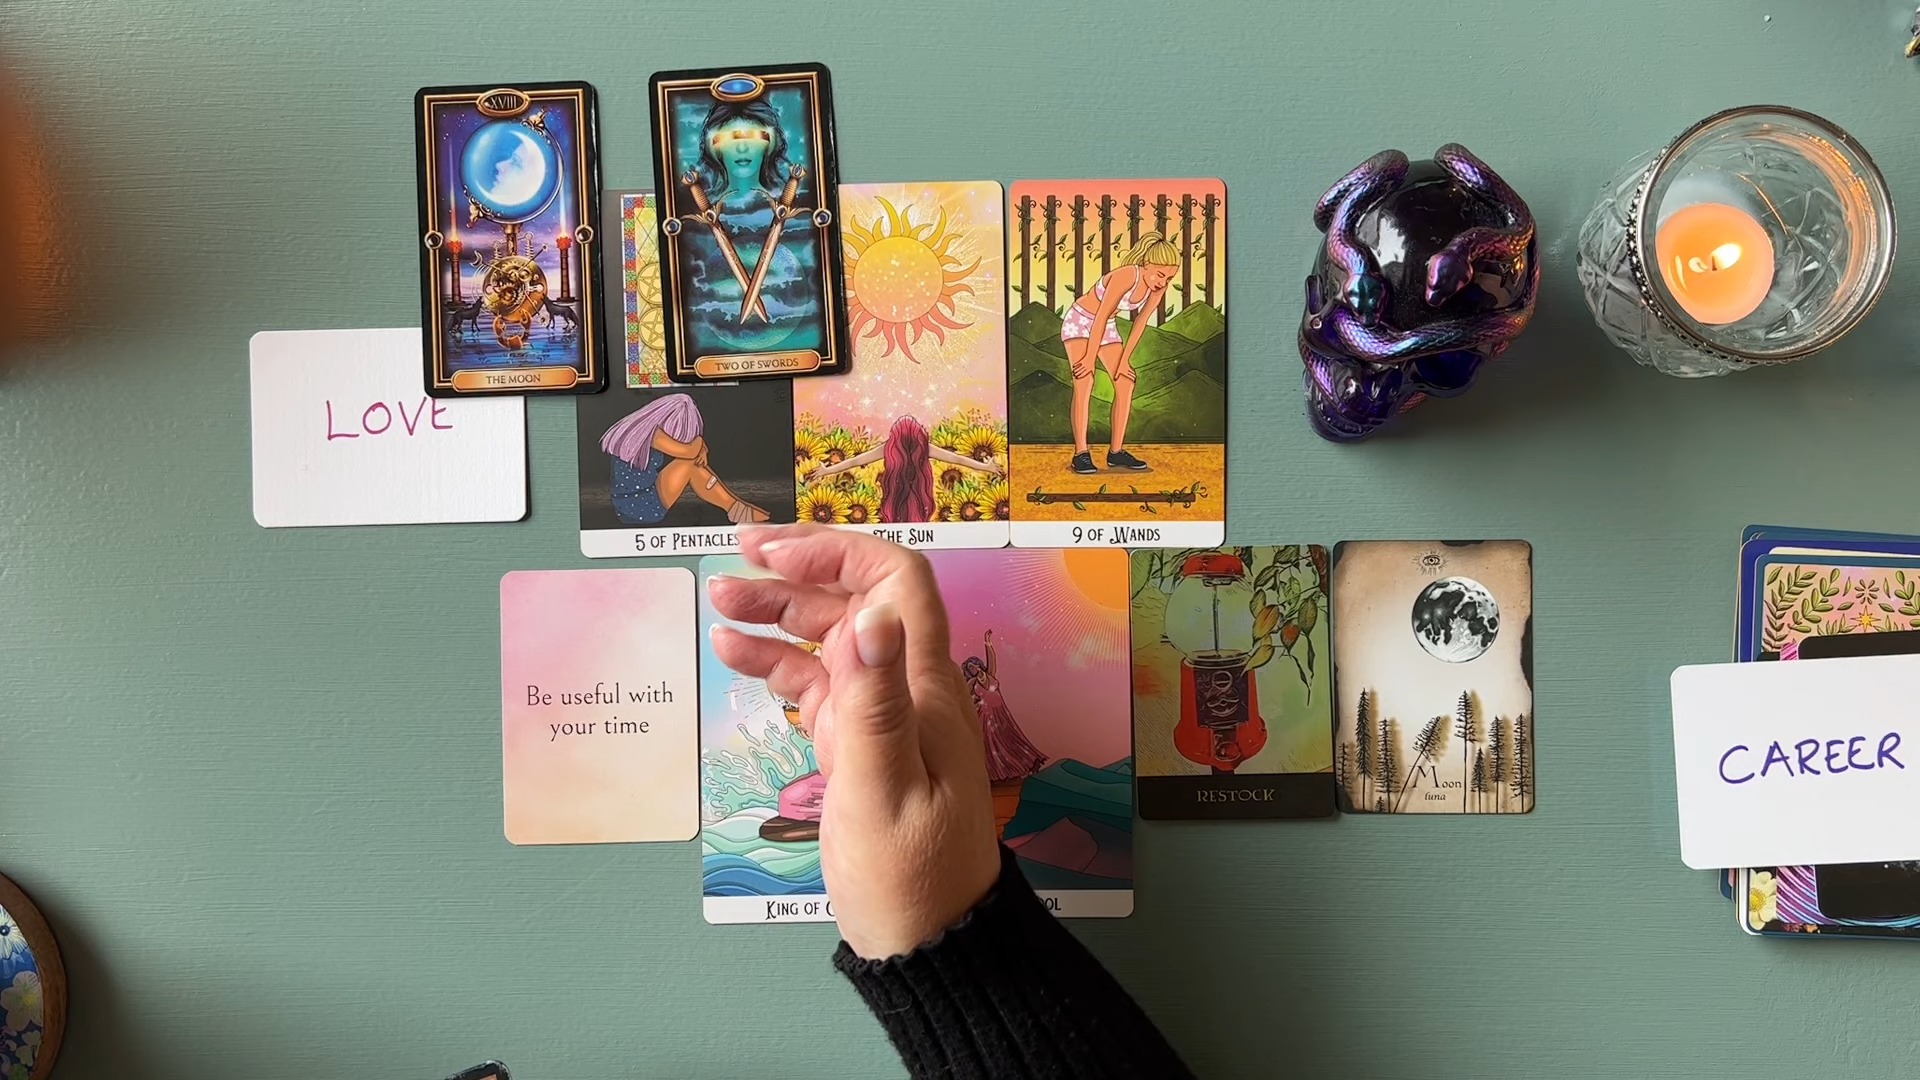 XVIII
THE MOON
TWO OF SWORDS
LOVE
5 OF PENTACLES
THE SUN
9 OF WANDS
Be useful with
your time
RESTOCK
Moon
luna
CAREER
KING OF